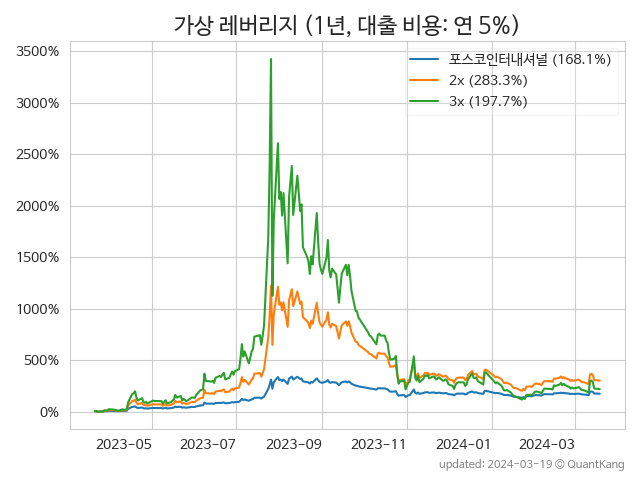 가상 레버리지 (1년, 대출 비용: 연 5%)
포스코인터내셔널 (168.1%)
2x (283.3%)
3x (197.7%)
3500%
3000%
2500%
2000%
1500%
1000%
500%
0%
2023-05 2023-07 2023-09 2023-11 2024-01 2024-03
updated: 2024-03-19 © QuantKang